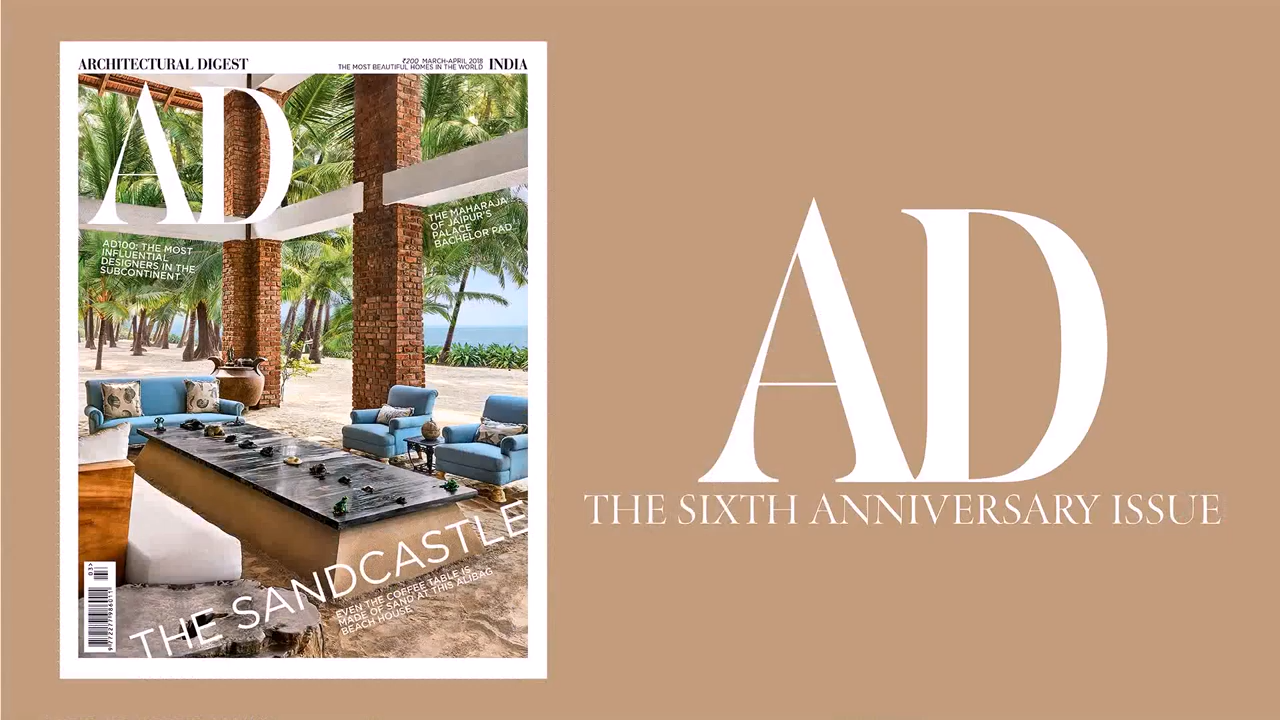 ARCHITECTURAL DIGEST
₹200 MARCH-APRIL 2018
THE MOST BEAUTIFUL HOMES IN THE WORLD
INDIA
AD
THE MAHARAJA
OF JAIPUR'S
PALACE
BACHELOR PAD
AD100: THE MOST
INFLUENTIAL
DESIGNERS IN THE
SUBCONTINENT
THE SANDCASTLE
EVEN THE COFFEE TABLE IS
MADE OF SAND AT THIS ALIBAG
BEACH HOUSE
03>
AD
THE SIXTH ANNIVERSARY ISSUE